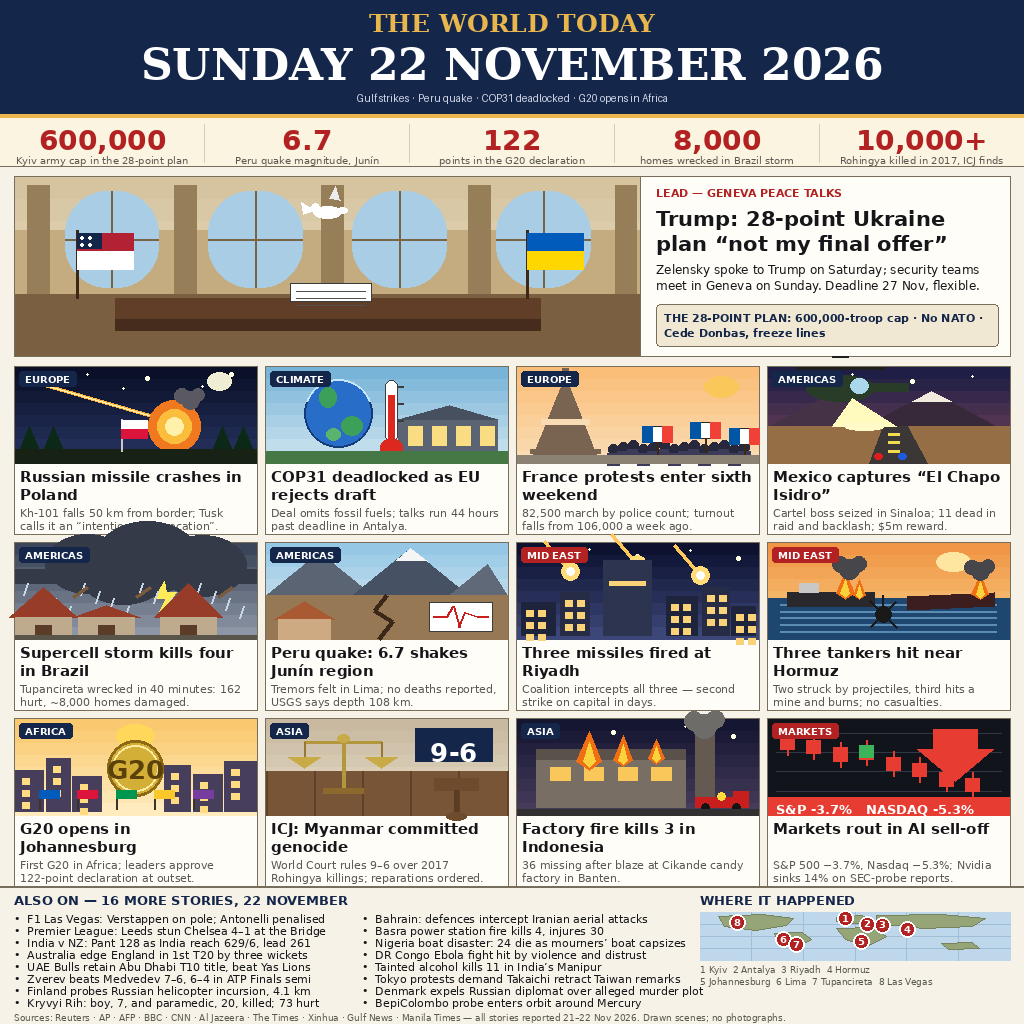 THE WORLD TODAY
SUNDAY 22 NOVEMBER 2026
Gulf strikes · Peru quake · COP31 deadlocked · G20 opens in Africa
600,000
Kyiv army cap in the 28-point plan
6.7
Peru quake magnitude, Junín
122
points in the G20 declaration
8,000
homes wrecked in Brazil storm
10,000+
Rohingya killed in 2017, ICJ finds
LEAD — GENEVA PEACE TALKS
Trump: 28-point Ukraine
plan “not my final offer”
Zelensky spoke to Trump on Saturday; security teams
meet in Geneva on Sunday. Deadline 27 Nov, flexible.
THE 28-POINT PLAN: 600,000-troop cap · No NATO ·
Cede Donbas, freeze lines
EUROPE
Russian missile crashes in
Poland
Kh-101 falls 50 km from border; Tusk
calls it an
CLIMATE
COP31 deadlocked as EU
rejects draft
Deal omits fossil fuels; talks run 44 hours
past deadline in Antalya.
EUROPE
France protests enter sixth
weekend
82,500 march by police count; turnout
falls from 106,000 a week ago.
AMERICAS
Mexico captures “El Chapo
Isidro”
Cartel boss seized in Sinaloa; 11 dead in
raid and backlash; $5m reward.
AMERICAS
Supercell storm kills four
in Brazil
Tupancireta wrecked in 40 minutes: 162
hurt, ~8,000 homes damaged.
AMERICAS
Peru quake: 6.7 shakes
Junín region
Tremors felt in Lima; no deaths reported,
USGS says depth 108 km.
MID EAST
Three missiles fired at
Riyadh
Coalition intercepts all three — second
strike on capital in days.
MID EAST
Three tankers hit near
Hormuz
Two struck by projectiles, third hits a
mine and burns; no casualties.
AFRICA
G20
G20 opens in
Johannesburg
First G20 in Africa; leaders approve
122-point declaration at outset.
ASIA
9-6
ICJ: Myanmar committed
genocide
World Court rules 9–6 over 2017
Rohingya killings; reparations ordered.
ASIA
Factory fire kills 3 in
Indonesia
36 missing after blaze at Cikande candy
factory in Banten.
MARKETS
S&P -3.7% NASDAQ -5.3%
Markets rout in AI sell-off
S&P 500 −3.7%, Nasdaq −5.3%; Nvidia
sinks 14% on SEC-probe reports.
ALSO ON — 16 MORE STORIES, 22 NOVEMBER
• F1 Las Vegas: Verstappen on pole; Antonelli penalised
• Premier League: Leeds stun Chelsea 4–1 at the Bridge
• India v NZ: Pant 128 as India reach 629/6, lead 261
• Australia edge England in 1st T20 by three wickets
• UAE Bulls retain Abu Dhabi T10 title, beat Yas Lions
• Zverev beats Medvedev 7–6, 6–4 in ATP Finals semi
• Finland probes Russian helicopter incursion, 4.1 km
• Kryvyi Rih: boy, 7, and paramedic, 20, killed; 73 hurt
• Bahrain: defences intercept Iranian aerial attacks
• Basra power station fire kills 4, injures 30
• Nigeria boat disaster: 24 die as mourners’ boat capsizes
• DR Congo Ebola fight hit by violence and distrust
• Tainted alcohol kills 11 in India’s Manipur
• Tokyo protests demand Takaichi retract Taiwan remarks
• Denmark expels Russian diplomat over alleged murder plot
• BepiColombo probe enters orbit around Mercury
WHERE IT HAPPENED
8
1
2
3
4
6
7
5
1 Kyiv 2 Antalya 3 Riyadh 4 Hormuz
5 Johannesburg 6 Lima 7 Tupancireta 8 Las Vegas
Sources: Reuters · AP · AFP · BBC · CNN · Al Jazeera · The Times · Xinhua · Gulf News · Manila Times — all stories reported 21–22 Nov 2026. Drawn scenes; no photographs.